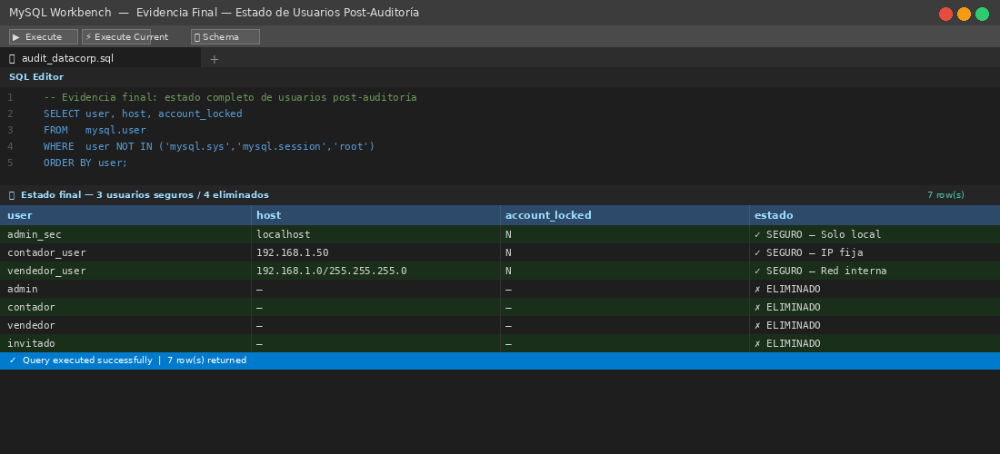 MySQL Workbench — Evidencia Final — Estado de Usuarios Post-Auditoría
▶ Execute ⚡ Execute Current Schema
audit_datacorp.sql +
SQL Editor
1 -- Evidencia final: estado completo de usuarios post-auditoría
2 SELECT user, host, account_locked
3 FROM mysql.user
4 WHERE user NOT IN ('mysql.sys','mysql.session','root')
5 ORDER BY user;
Estado final — 3 usuarios seguros / 4 eliminados 7 row(s)
user host account_locked estado
admin_sec localhost N ✓ SEGURO — Solo local
contador_user 192.168.1.50 N ✓ SEGURO — IP fija
vendedor_user 192.168.1.0/255.255.255.0 N ✓ SEGURO — Red interna
admin — — ✗ ELIMINADO
contador — — ✗ ELIMINADO
vendedor — — ✗ ELIMINADO
invitado — — ✗ ELIMINADO
✓ Query executed successfully | 7 row(s) returned